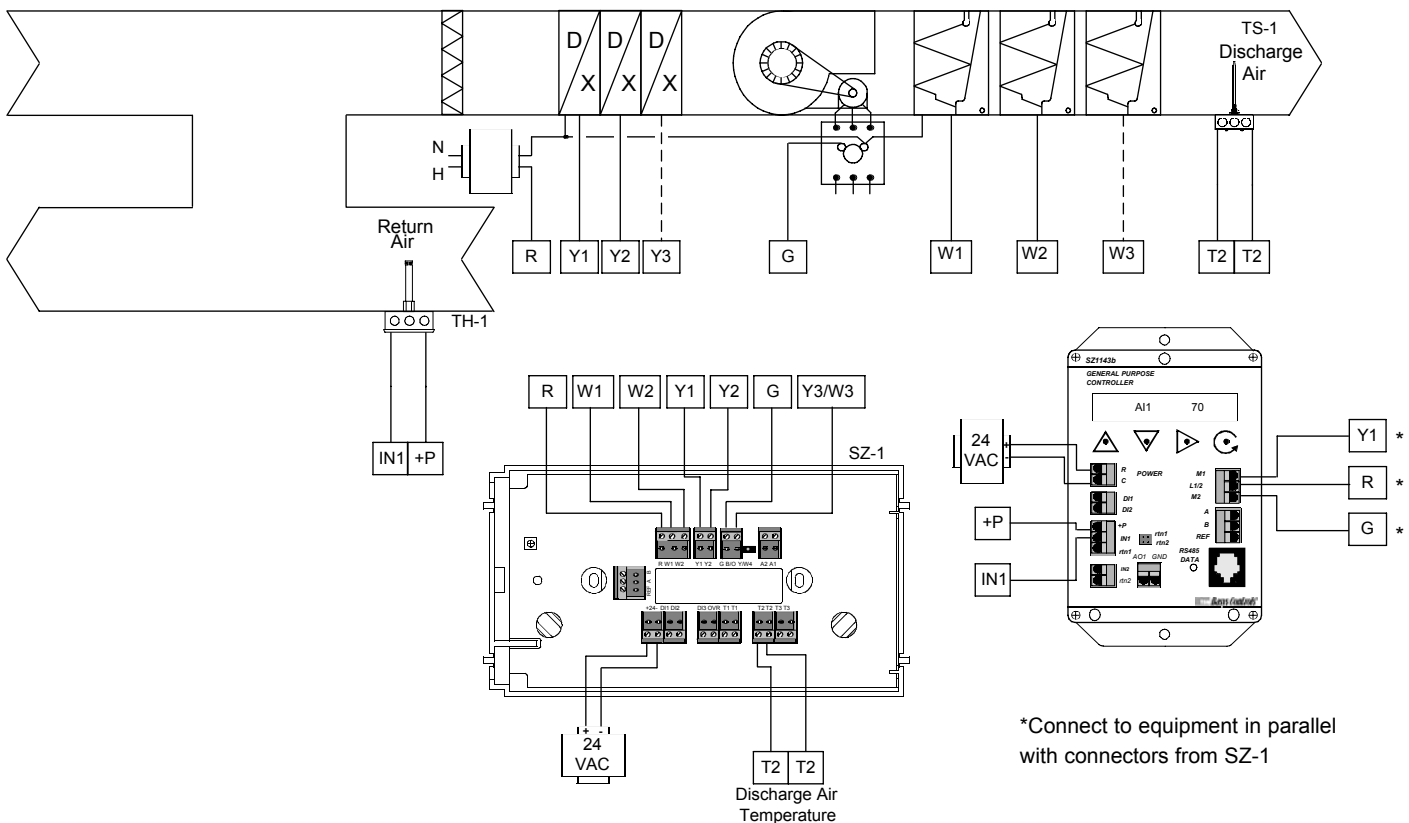 TS-1
Discharge
Air
D
X
D
X
D
X
N
H
Return
Air
R
Y1
Y2
Y3
G
W1
W2
W3
T2
T2
TH-1
IN1
+P
R
W1
W2
Y1
Y2
G
Y3/W3
SZ-1
R W1 W2
Y1 Y2
G B/O Y/W4
A2 A1
REF A B
+24- DI1 DI2
DI3 OVR T1 T1
T2 T2 T3 T3
+ -
24
VAC
T2
T2
Discharge Air
Temperature
SZ1143b
GENERAL PURPOSE
CONTROLLER
AI1 70
24
VAC
+
-
R
C
POWER
DI1
DI2
+P
IN1
rtn1
rtn1
rtn2
IN2
rtn2
AO1 GND
M1
L1/2
M2
A
B
REF
RS485
DATA
+P
IN1
Y1 *
R *
G *
*Connect to equipment in parallel
with connectors from SZ-1